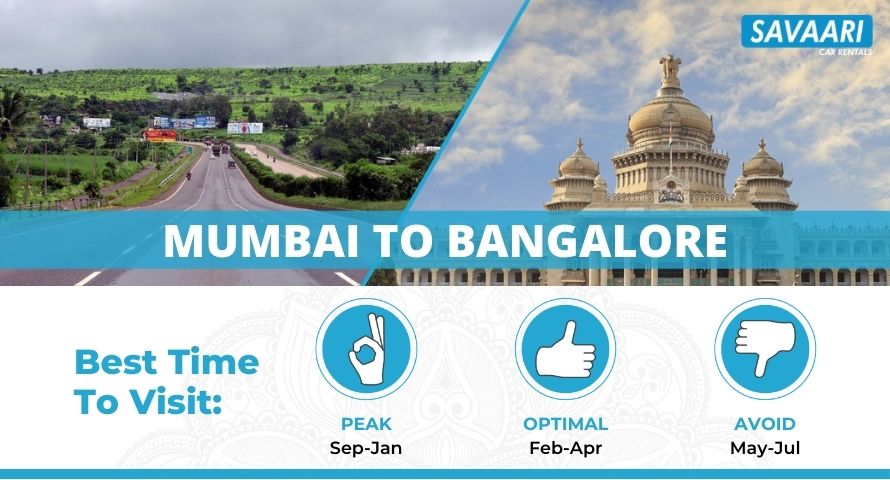 SAVAARI
CAR RENTALS
MUMBAI TO BANGALORE
Best Time
To Visit:
PEAK
Sep-Jan
OPTIMAL
Feb-Apr
AVOID
May-Jul